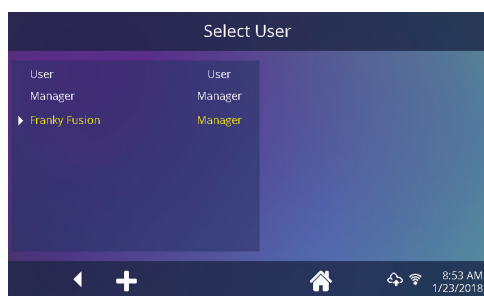 Select User
User User
Manager Manager
Franky Fusion Manager
8:53 AM
1/23/2018